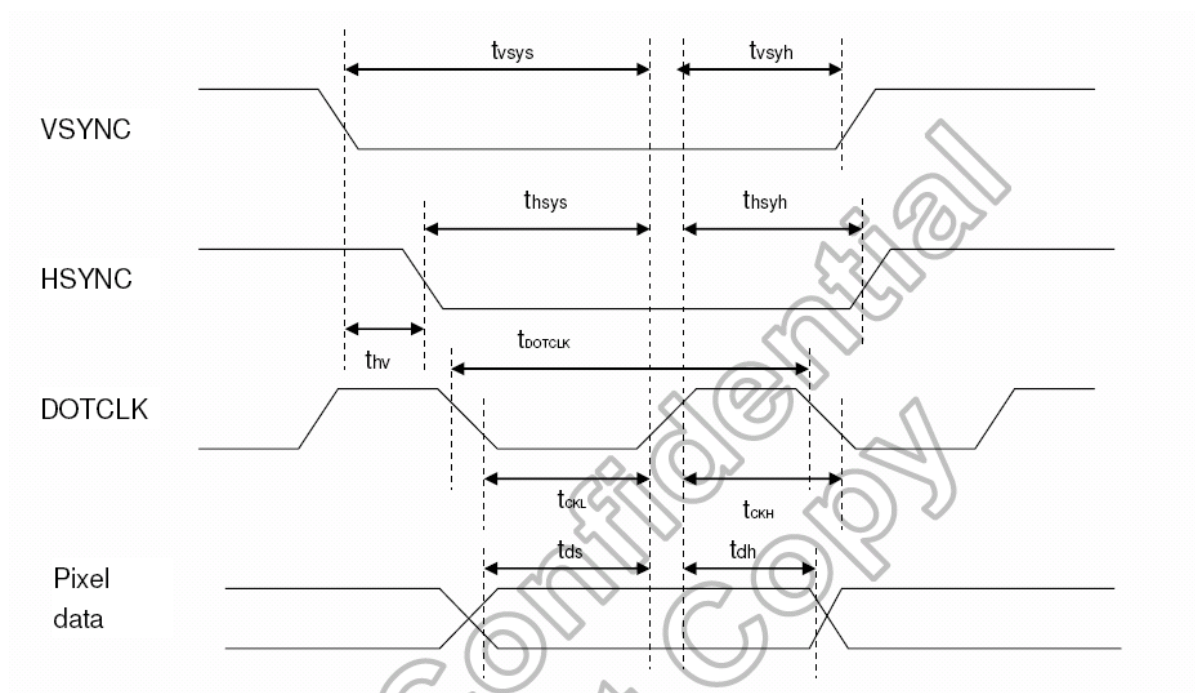 tvsys
tvsyh
VSYNC
thsys
thsyh
HSYNC
thv
tDOTCLK
DOTCLK
tCKL
tCKH
tds
tdh
Pixel
data
Confidential
Copy